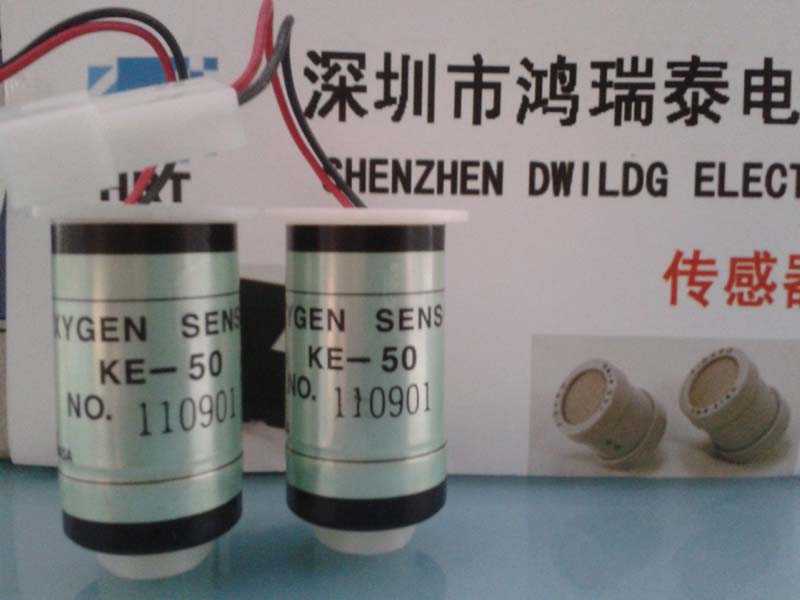 深圳市鸿瑞泰电
SHENZHEN DWILDG ELECT
传感器
XYGEN SENS
KE-50
NO. 110901
YGEN SENS
KE-50
NO. 110901